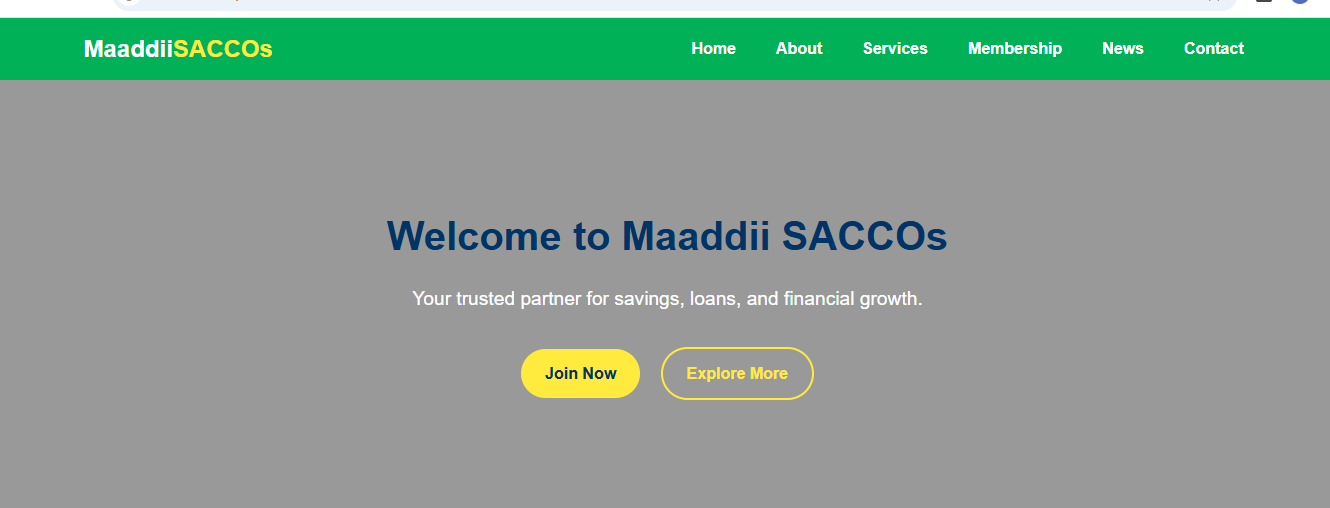 MaaddiiSACCOs Home About Services Membership News Contact
Welcome to Maaddii SACCOs
Your trusted partner for savings, loans, and financial growth.
Join Now Explore More